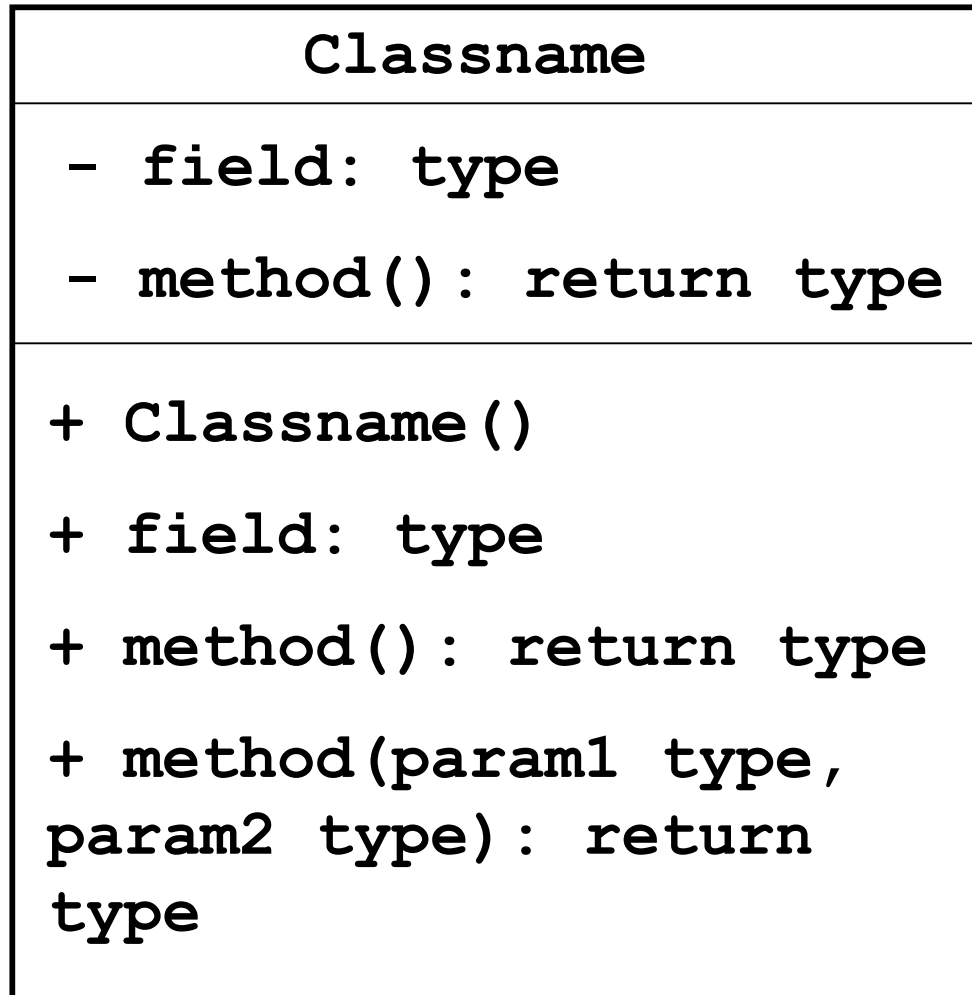 Classname
- field: type
- method(): return type
+ Classname()
+ field: type
+ method(): return type
+ method(param1 type,
param2 type): return
type